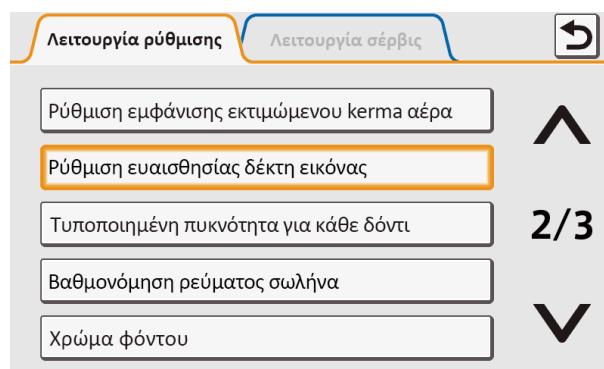 Λειτουργία ρύθμισης
Λειτουργία σέρβις
Ρύθμιση εμφάνισης εκτιμώμενου kerma αέρα
Ρύθμιση ευαισθησίας δέκτη εικόνας
Τυποποιημένη πυκνότητα για κάθε δόντι
2/3
Βαθμονόμηση ρεύματος σωλήνα
Χρώμα φόντου